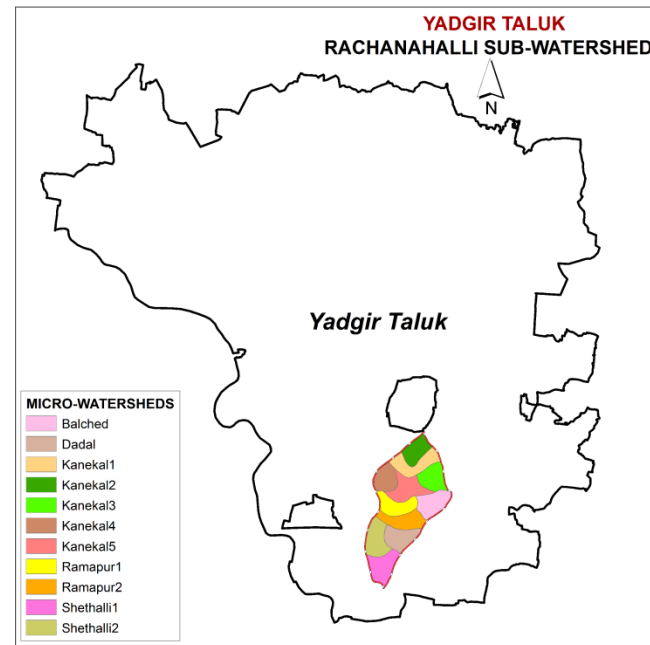 YADGIR TALUK
RACHANAHALLI SUB-WATERSHED
N
Yadgir Taluk
MICRO-WATERSHEDS
Balched
Dadal
Kanekal1
Kanekal2
Kanekal3
Kanekal4
Kanekal5
Ramapur1
Ramapur2
Shethalli1
Shethalli2